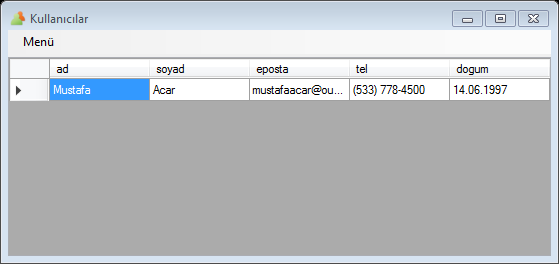 Kullanıcılar
Menü
ad soyad eposta tel dogum
Mustafa Acar mustafaacar@ou... (533) 778-4500 14.06.1997